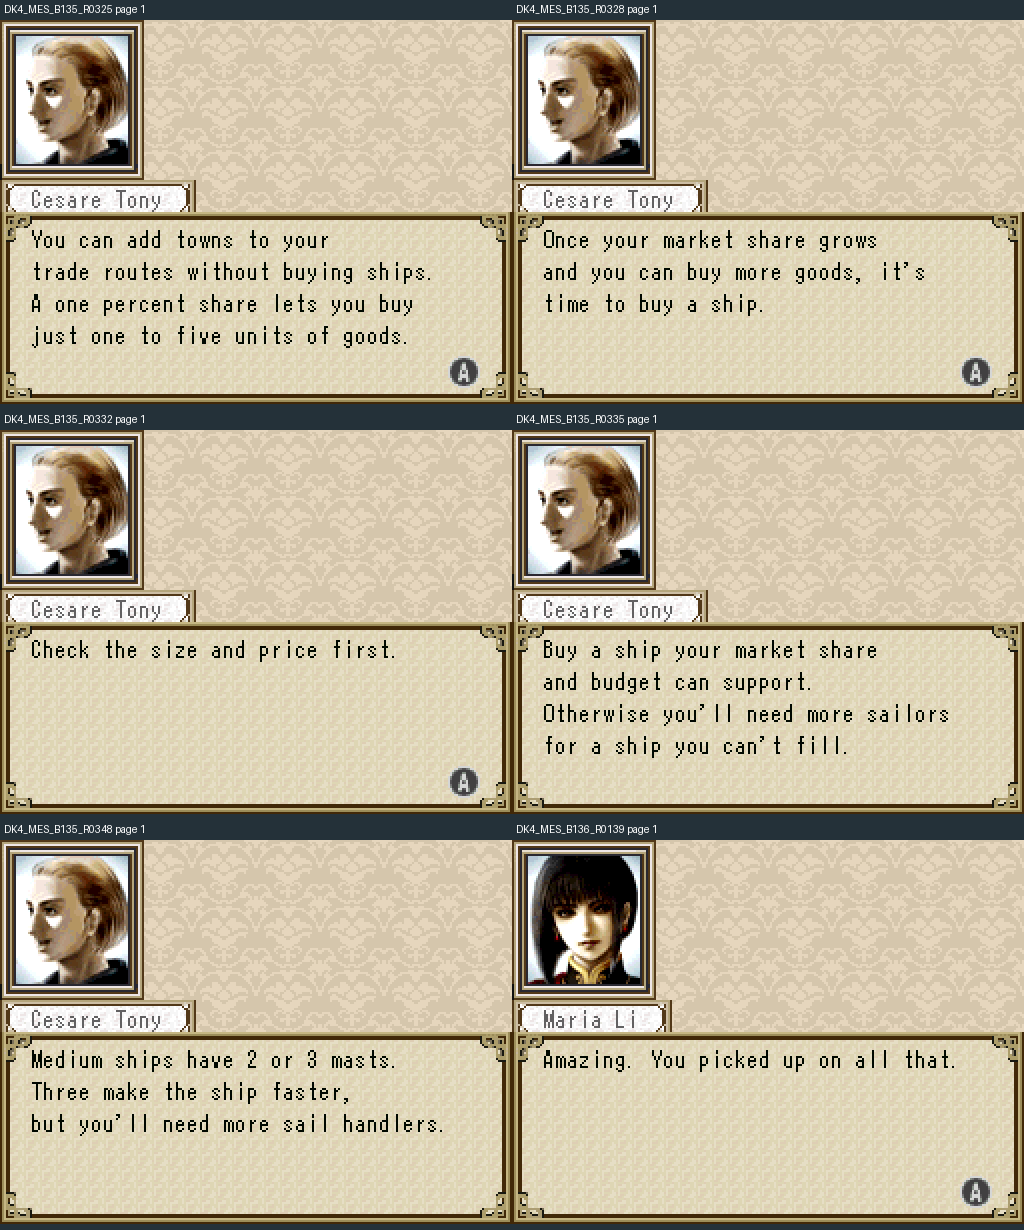 DK4_MES_B135_R0325 page 1
Cesare Tony
You can add towns to your
trade routes without buying ships.
A one percent share lets you buy
just one to five units of goods.
A
DK4_MES_B135_R0328 page 1
Cesare Tony
Once your market share grows
and you can buy more goods, it's
time to buy a ship.
A
DK4_MES_B135_R0332 page 1
Cesare Tony
Check the size and price first.
A
DK4_MES_B135_R0335 page 1
Cesare Tony
Buy a ship your market share
and budget can support.
Otherwise you'll need more sailors
for a ship you can't fill.
DK4_MES_B135_R0348 page 1
Cesare Tony
Medium ships have 2 or 3 masts.
Three make the ship faster,
but you'll need more sail handlers.
DK4_MES_B136_R0139 page 1
Maria Li
Amazing. You picked up on all that.
A